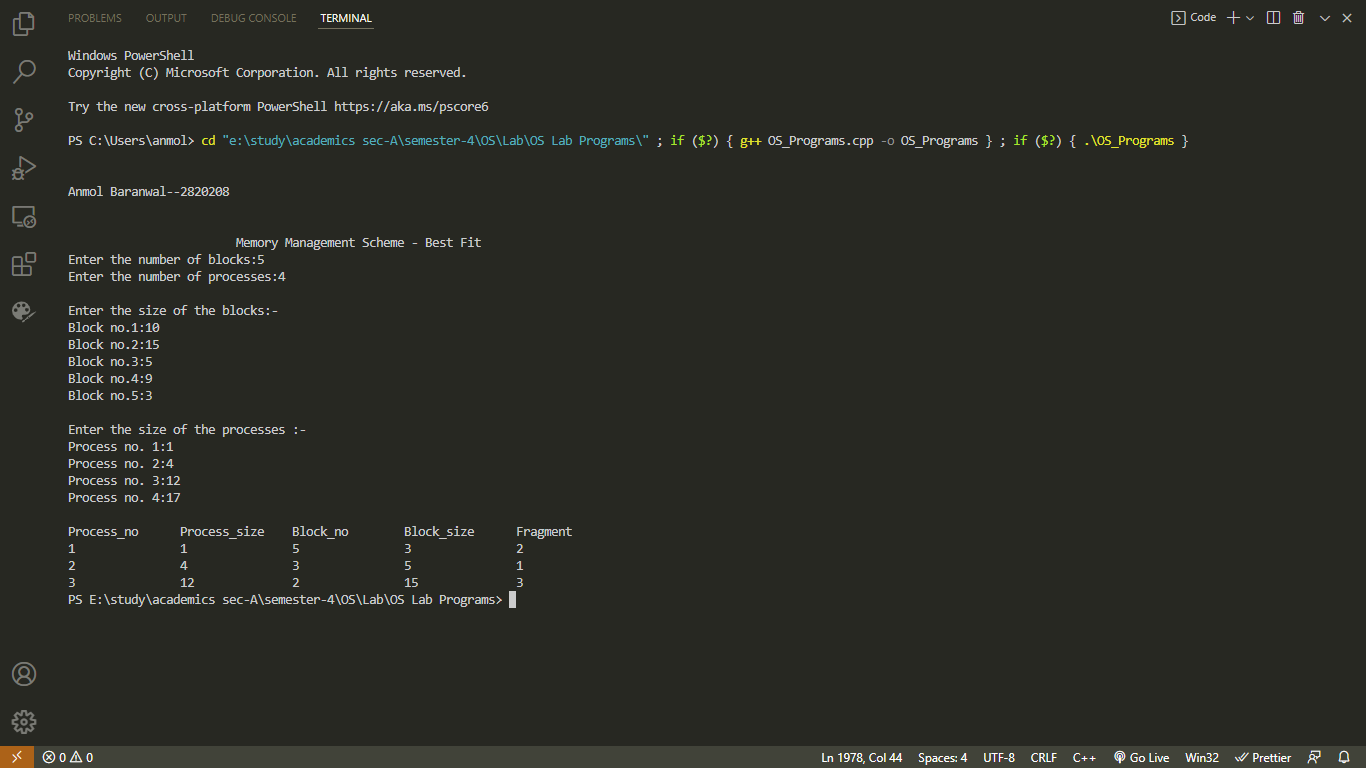 PROBLEMS OUTPUT DEBUG CONSOLE TERMINAL Code
Windows PowerShell
Copyright (C) Microsoft Corporation. All rights reserved.
Try the new cross-platform PowerShell https://aka.ms/pscore6
PS C:\Users\anmol> cd "e:\study\academics sec-A\semester-4\OS\Lab\OS Lab Programs\" ; if ($?) { g++ OS_Programs.cpp -o OS_Programs } ; if ($?) { .\OS_Programs }
Anmol Baranwal--2820208
Memory Management Scheme - Best Fit
Enter the number of blocks:5
Enter the number of processes:4
Enter the size of the blocks:-
Block no.1:10
Block no.2:15
Block no.3:5
Block no.4:9
Block no.5:3
Enter the size of the processes :-
Process no. 1:1
Process no. 2:4
Process no. 3:12
Process no. 4:17
Process_no Process_size Block_no Block_size Fragment
1 1 5 3 2
2 4 3 5 1
3 12 2 15 3
PS E:\study\academics sec-A\semester-4\OS\Lab\OS Lab Programs>
0 0 Ln 1978, Col 44 Spaces: 4 UTF-8 CRLF C++ Go Live Win32 Prettier